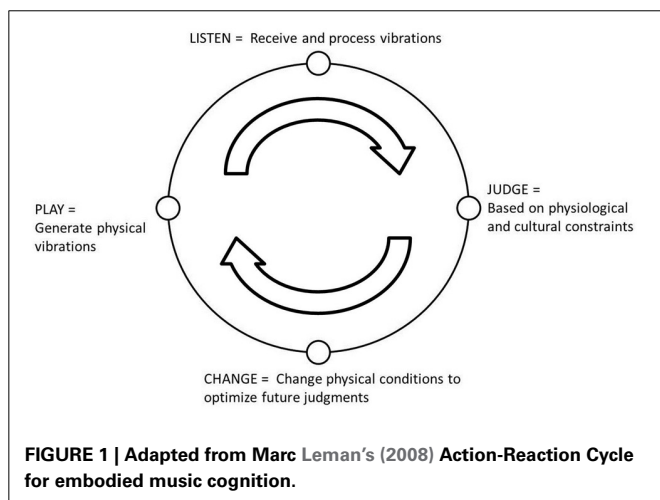 LISTEN = Receive and process vibrations
JUDGE =
Based on physiological
and cultural constraints
PLAY =
Generate physical
vibrations
CHANGE = Change physical conditions to
optimize future judgments
FIGURE 1 | Adapted from Marc Leman's (2008) Action-Reaction Cycle
for embodied music cognition.